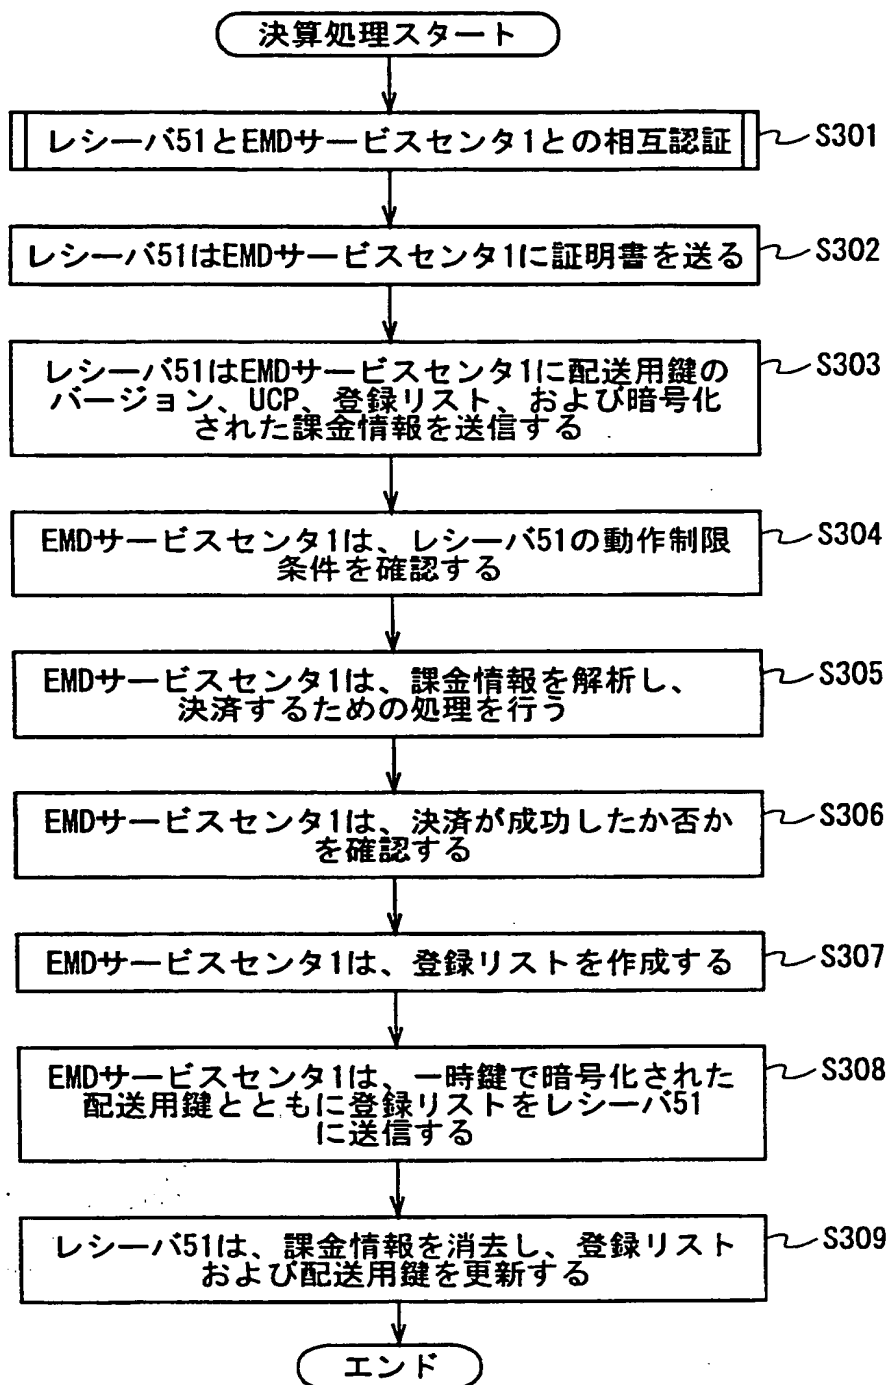 決算処理スタート
レシーバ51とEMDサービスセンタ1との相互認証
S301
レシーバ51はEMDサービスセンタ1に証明書を送る
S302
レシーバ51はEMDサービスセンタ1に配送用鍵の
バージョン、UCP、登録リスト、および暗号化
された課金情報を送信する
S303
EMDサービスセンタ1は、レシーバ51の動作制限
条件を確認する
S304
EMDサービスセンタ1は、課金情報を解析し、
決済するための処理を行う
S305
EMDサービスセンタ1は、決済が成功したか否か
を確認する
S306
EMDサービスセンタ1は、登録リストを作成する
S307
EMDサービスセンタ1は、一時鍵で暗号化された
配送用鍵とともに登録リストをレシーバ51
に送信する
S308
レシーバ51は、課金情報を消去し、登録リスト
および配送用鍵を更新する
S309
エンド